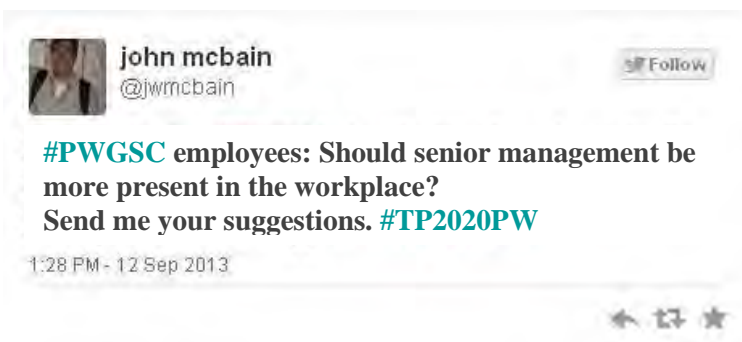 john mcbain
Follow
@jwmcbain
#PWGSC employees: Should senior management be
more present in the workplace?
Send me your suggestions. #TP2020PW
1:28 PM - 12 Sep 2013